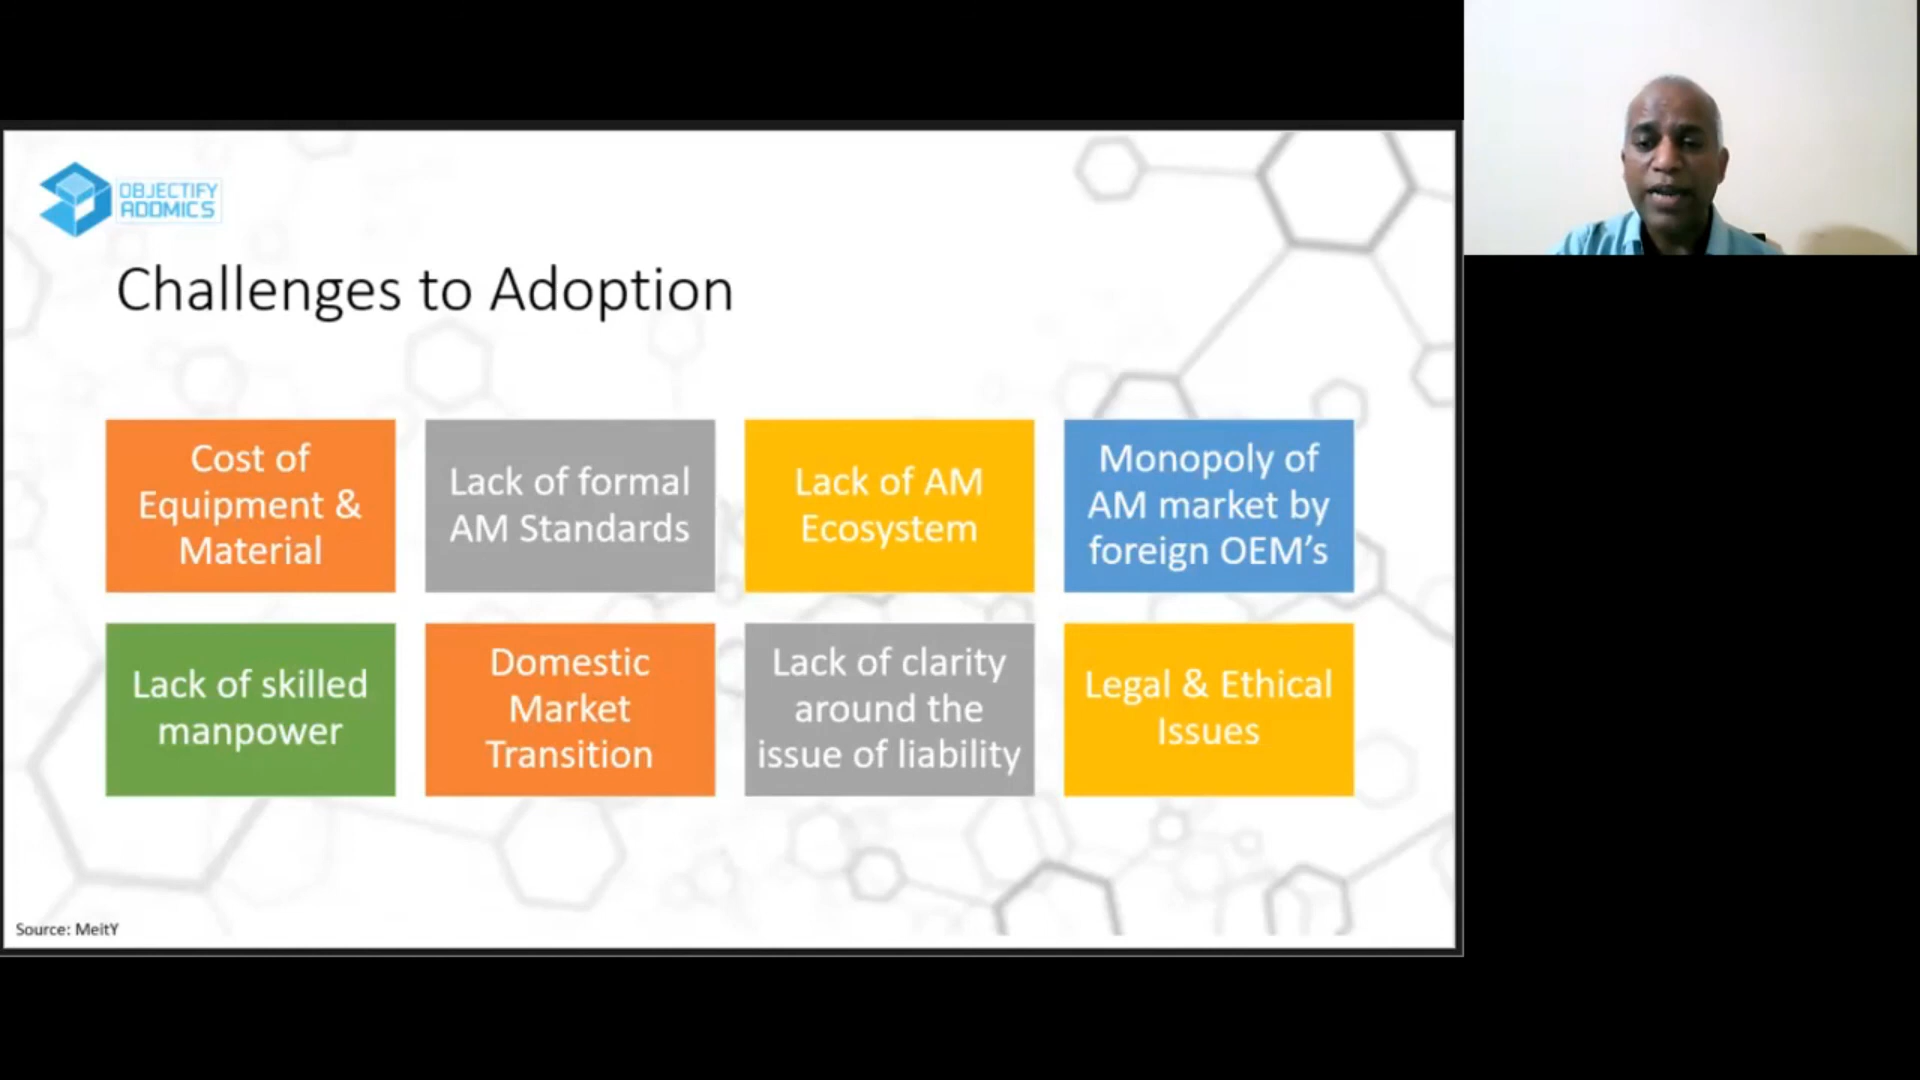 OBJECTIFY
ADDMICS
Challenges to Adoption
Cost of
Equipment &
Material
Lack of formal
AM Standards
Lack of AM
Ecosystem
Monopoly of
AM market by
foreign OEM’s
Lack of skilled
manpower
Domestic
Market
Transition
Lack of clarity
around the
issue of liability
Legal & Ethical
Issues
Source: MeitY